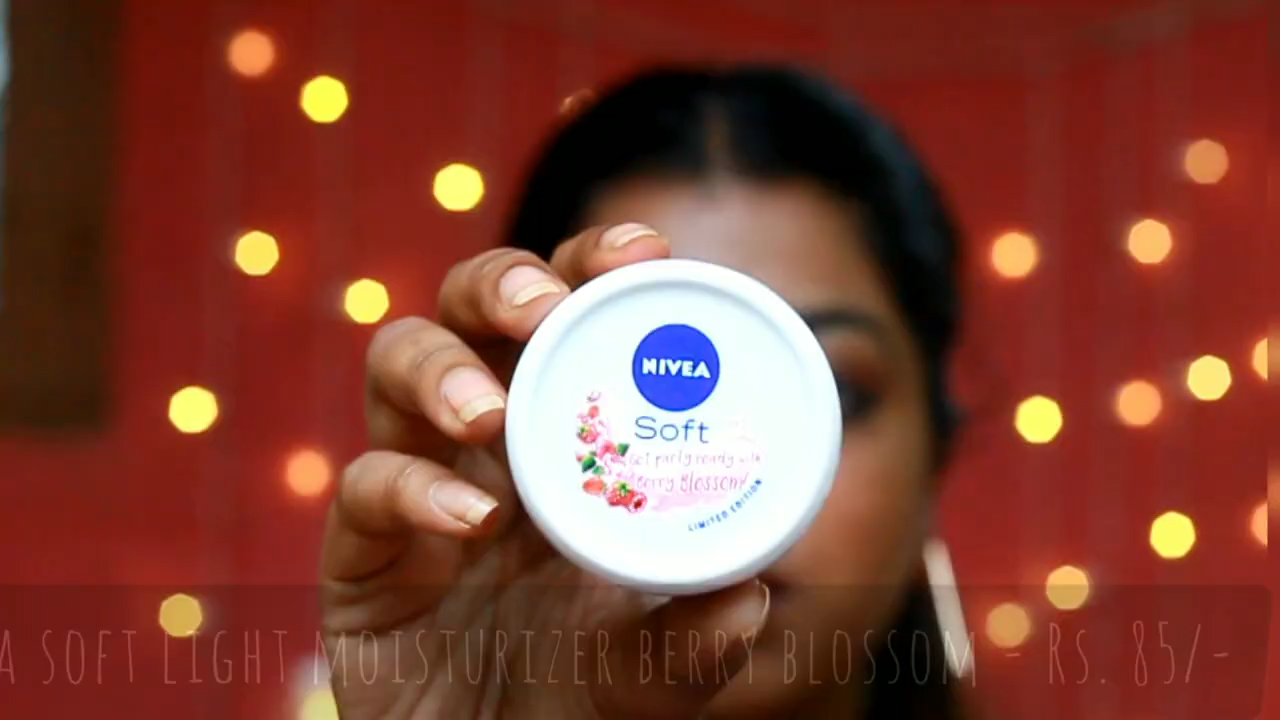 NIVEA
Soft
Get party ready with
Berry Blossom!
LIMITED EDITION
A SOFT LIGHT MOISTURIZER BERRY BLOSSOM - RS. 85/-